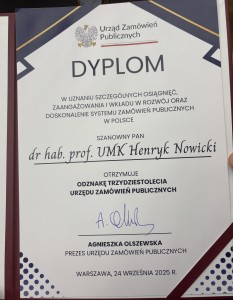 Urząd Zamówień
Publicznych
DYPLOM
W UZNANIU SZCZEGÓLNYCH OSIĄGNIĘĆ,
ZAANGAŻOWANIA I WKŁADU W ROZWÓJ ORAZ
DOSKONALENIE SYSTEMU ZAMÓWIEŃ PUBLICZNYCH
W POLSCE
SZANOWNY PAN
dr hab. prof. UMK Henryk Nowicki
OTRZYMUJE
ODZNAKĘ TRZYDZIESTOLECIA
URZĘDU ZAMÓWIEŃ PUBLICZNYCH
AGNIESZKA OLSZEWSKA
PREZES URZĘDU ZAMÓWIEŃ PUBLICZNYCH
WARSZAWA, 24 WRZEŚNIA 2025 R.